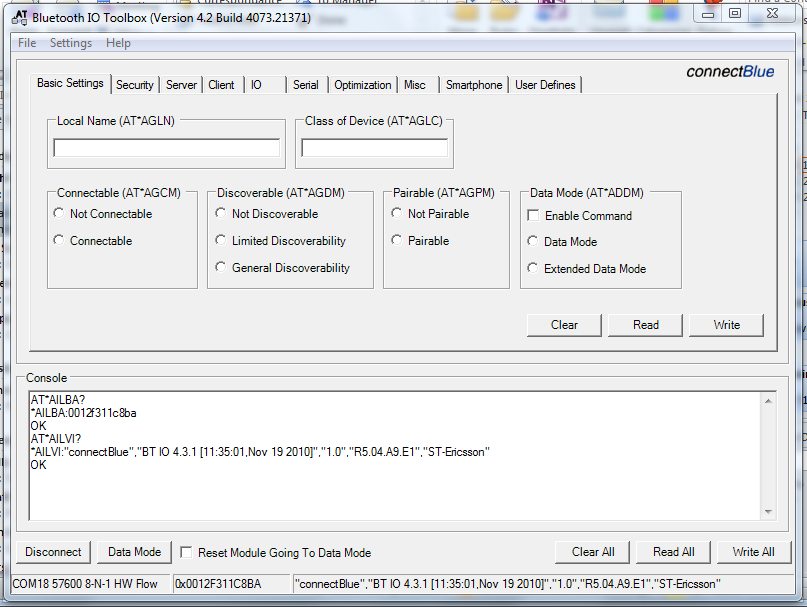 Bluetooth IO Toolbox (Version 4.2 Build 4073.21371)
File Settings Help
connectBlue
Basic Settings Security Server Client IO Serial Optimization Misc Smartphone User Defines
Local Name (AT*AGLN) Class of Device (AT*AGLC)
Connectable (AT*AGCM) Discoverable (AT*AGDM) Pairable (AT*AGPM) Data Mode (AT*ADDM)
Not Connectable Not Discoverable Not Pairable Enable Command
Connectable Limited Discoverability Pairable Data Mode
General Discoverability Extended Data Mode
Clear Read Write
Console
AT*AILBA?
*AILBA:0012f311c8ba
OK
AT*AILVI?
*AILVI:"connectBlue","BT IO 4.3.1 [11:35:01,Nov 19 2010]","1.0","R5.04.A9.E1","ST-Ericsson"
OK
Disconnect Data Mode Reset Module Going To Data Mode Clear All Read All Write All
COM18 57600 8-N-1 HW Flow 0x0012F311C8BA "connectBlue","BT IO 4.3.1 [11:35:01,Nov 19 2010]","1.0","R5.04.A9.E1","ST-Ericsson"